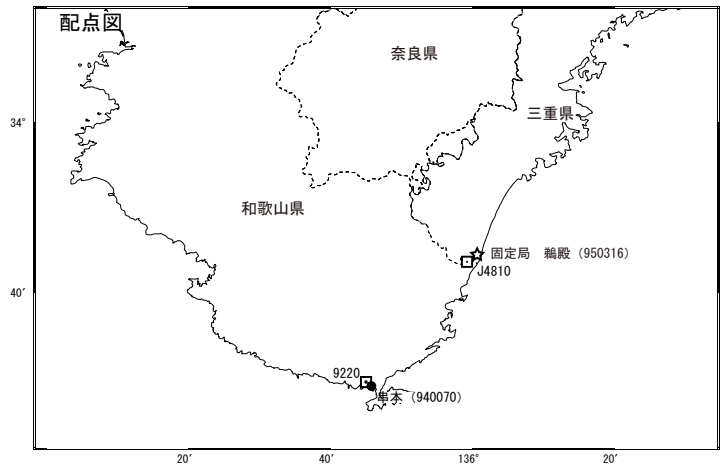 配点図
奈良県
34°
三重県
和歌山県
固定局 鵜殿（950316）
J4810
40′
9220
串本（940070）
20′
40′
136°
20′